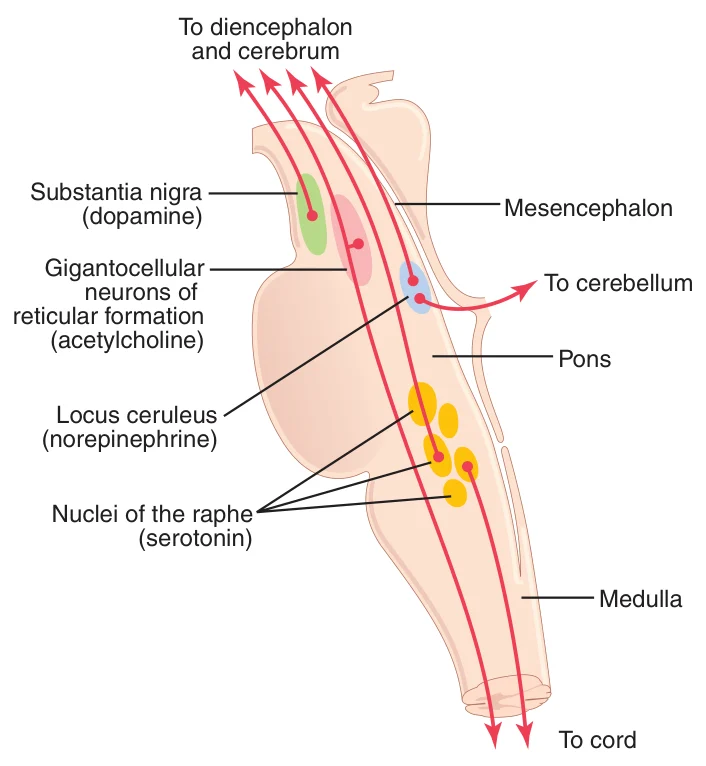 To diencephalon
and cerebrum
Substantia nigra
(dopamine)
Mesencephalon
Gigantocellular
neurons of
reticular formation
(acetylcholine)
To cerebellum
Pons
Locus ceruleus
(norepinephrine)
Nuclei of the raphe
(serotonin)
Medulla
To cord